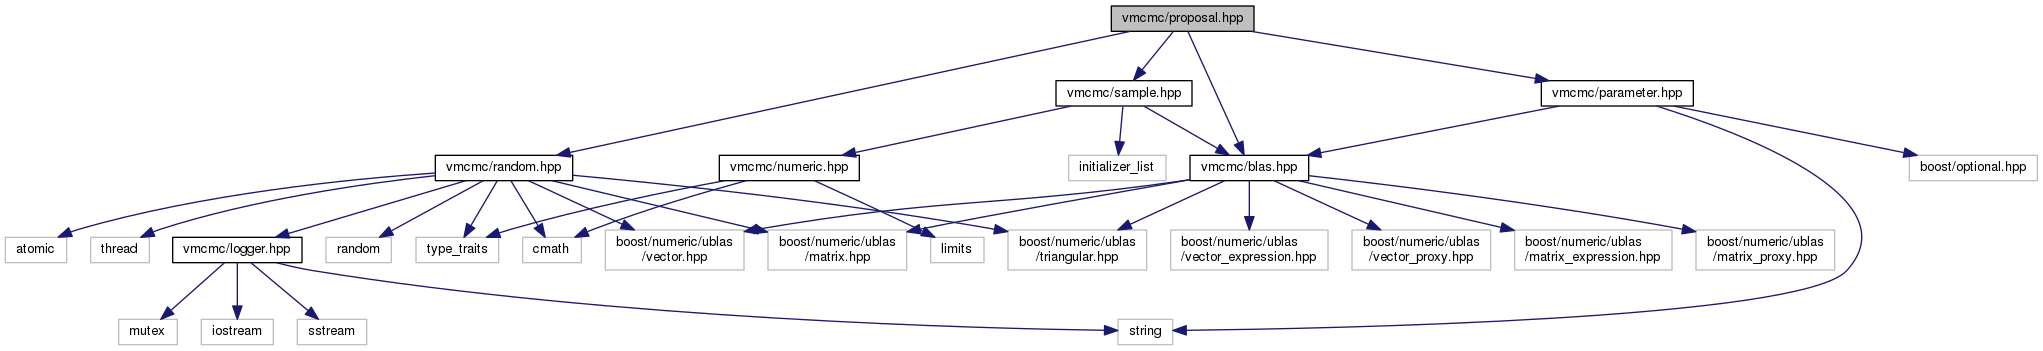 vmcmc/proposal.hpp
vmcmc/sample.hpp
vmcmc/parameter.hpp
vmcmc/random.hpp
vmcmc/numeric.hpp
initializer_list
vmcmc/blas.hpp
boost/optional.hpp
atomic
thread
vmcmc/logger.hpp
random
type_traits
cmath
boost/numeric/ublas
/vector.hpp
boost/numeric/ublas
/matrix.hpp
limits
boost/numeric/ublas
/triangular.hpp
boost/numeric/ublas
/vector_expression.hpp
boost/numeric/ublas
/vector_proxy.hpp
boost/numeric/ublas
/matrix_expression.hpp
boost/numeric/ublas
/matrix_proxy.hpp
mutex
iostream
sstream
string